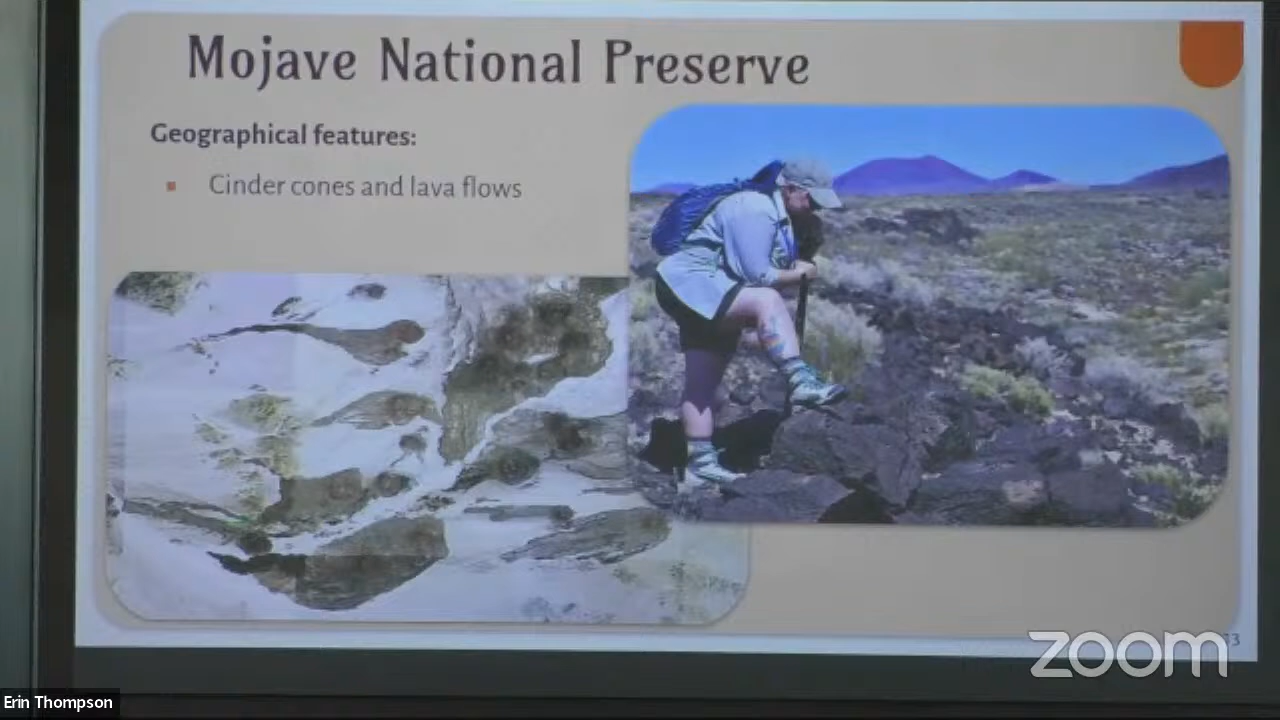 Mojave National Preserve
Geographical features:
▪ Cinder cones and lava flows
zoom
Erin Thompson